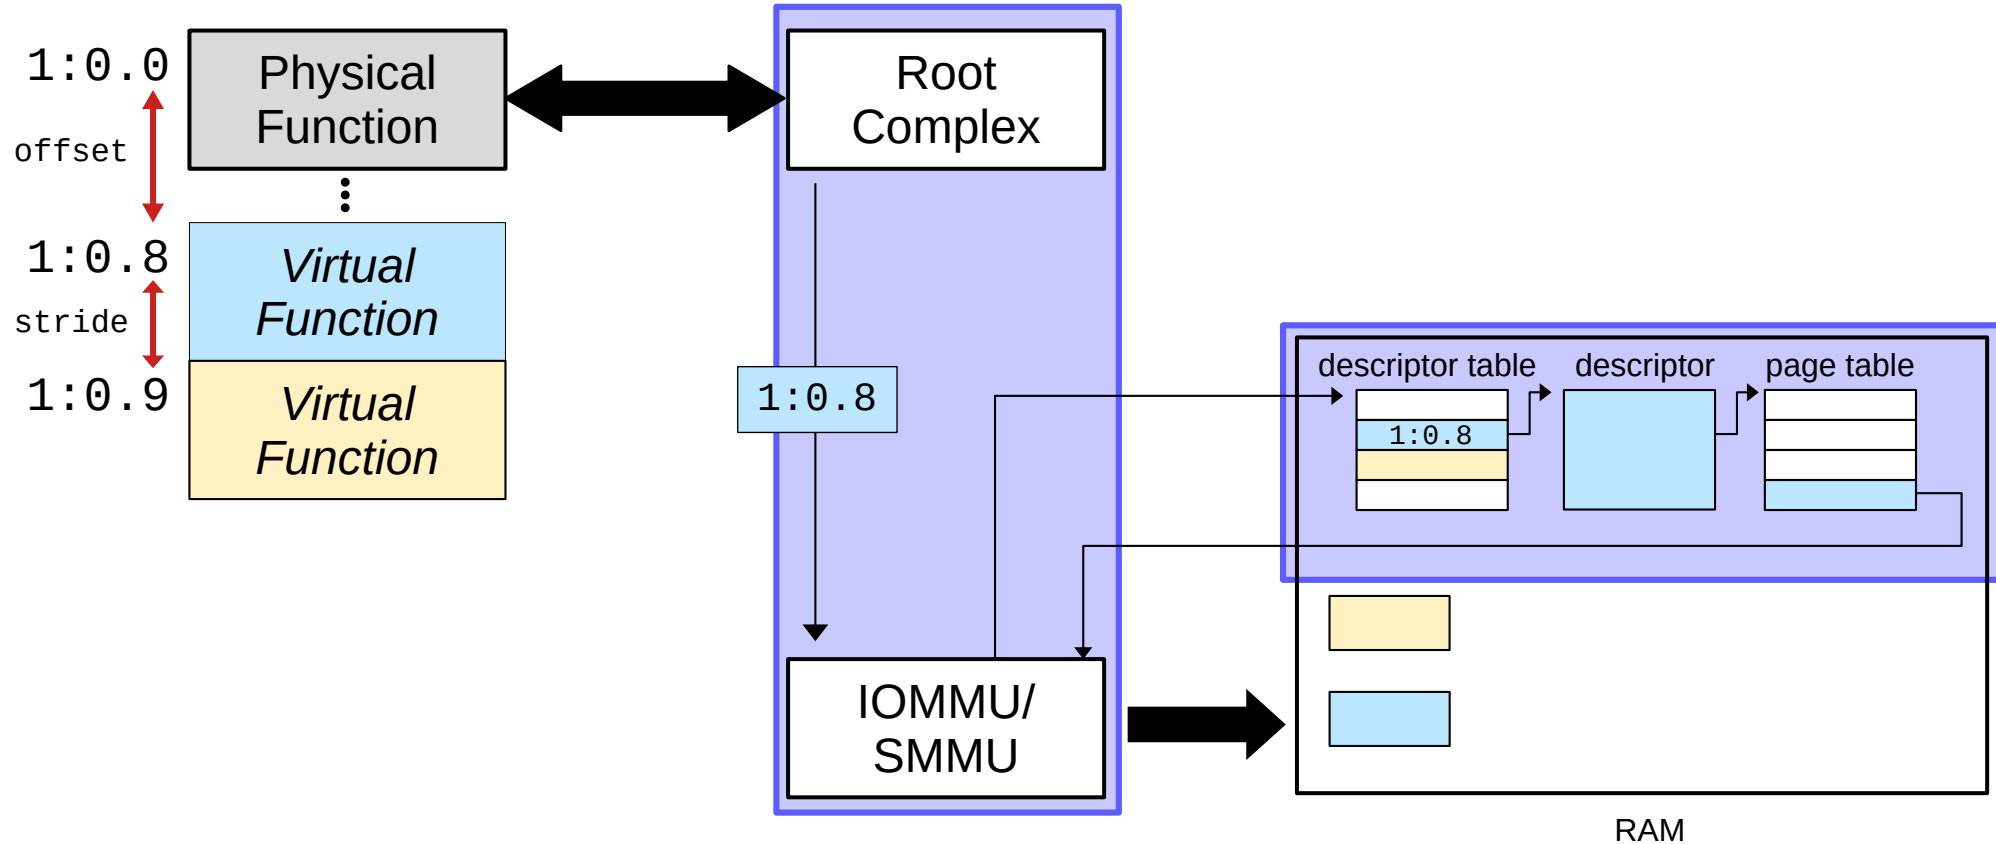 1:0.0
offset
1:0.8
stride
1:0.9
Physical
Function
Virtual
Function
Virtual
Function
Root
Complex
1:0.8
IOMMU/
SMMU
descriptor table
descriptor
page table
1:0.8
RAM